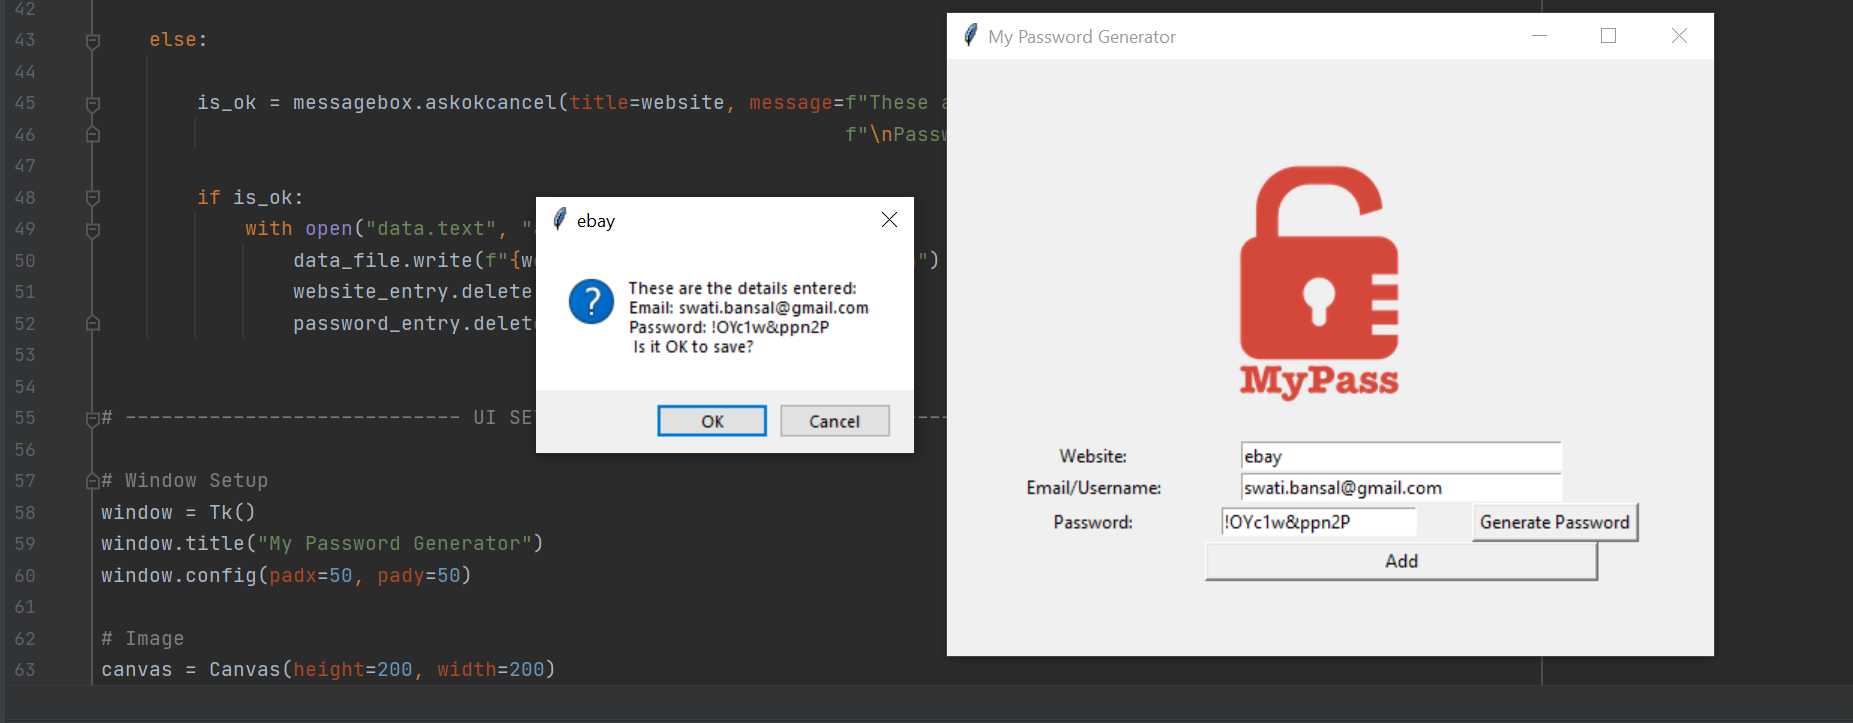 42
43 else:
44
45 is_ok = messagebox.askokcancel(title=website, message=f"These a
46 f"\nPassw
47
48 if is_ok:
49 with open("data.text", "
50 data_file.write(f"{w ")
51 website_entry.delete
52 password_entry.delet
53
54
55 # ---------------------------- UI SE ---
56
57 # Window Setup
58 window = Tk()
59 window.title("My Password Generator")
60 window.config(padx=50, pady=50)
61
62 # Image
63 canvas = Canvas(height=200, width=200)
ebay
?
These are the details entered:
Email: swati.bansal@gmail.com
Password: !OYc1w&ppn2P
Is it OK to save?
OK Cancel
My Password Generator
MyPass
Website: ebay
Email/Username: swati.bansal@gmail.com
Password: !OYc1w&ppn2P Generate Password
Add